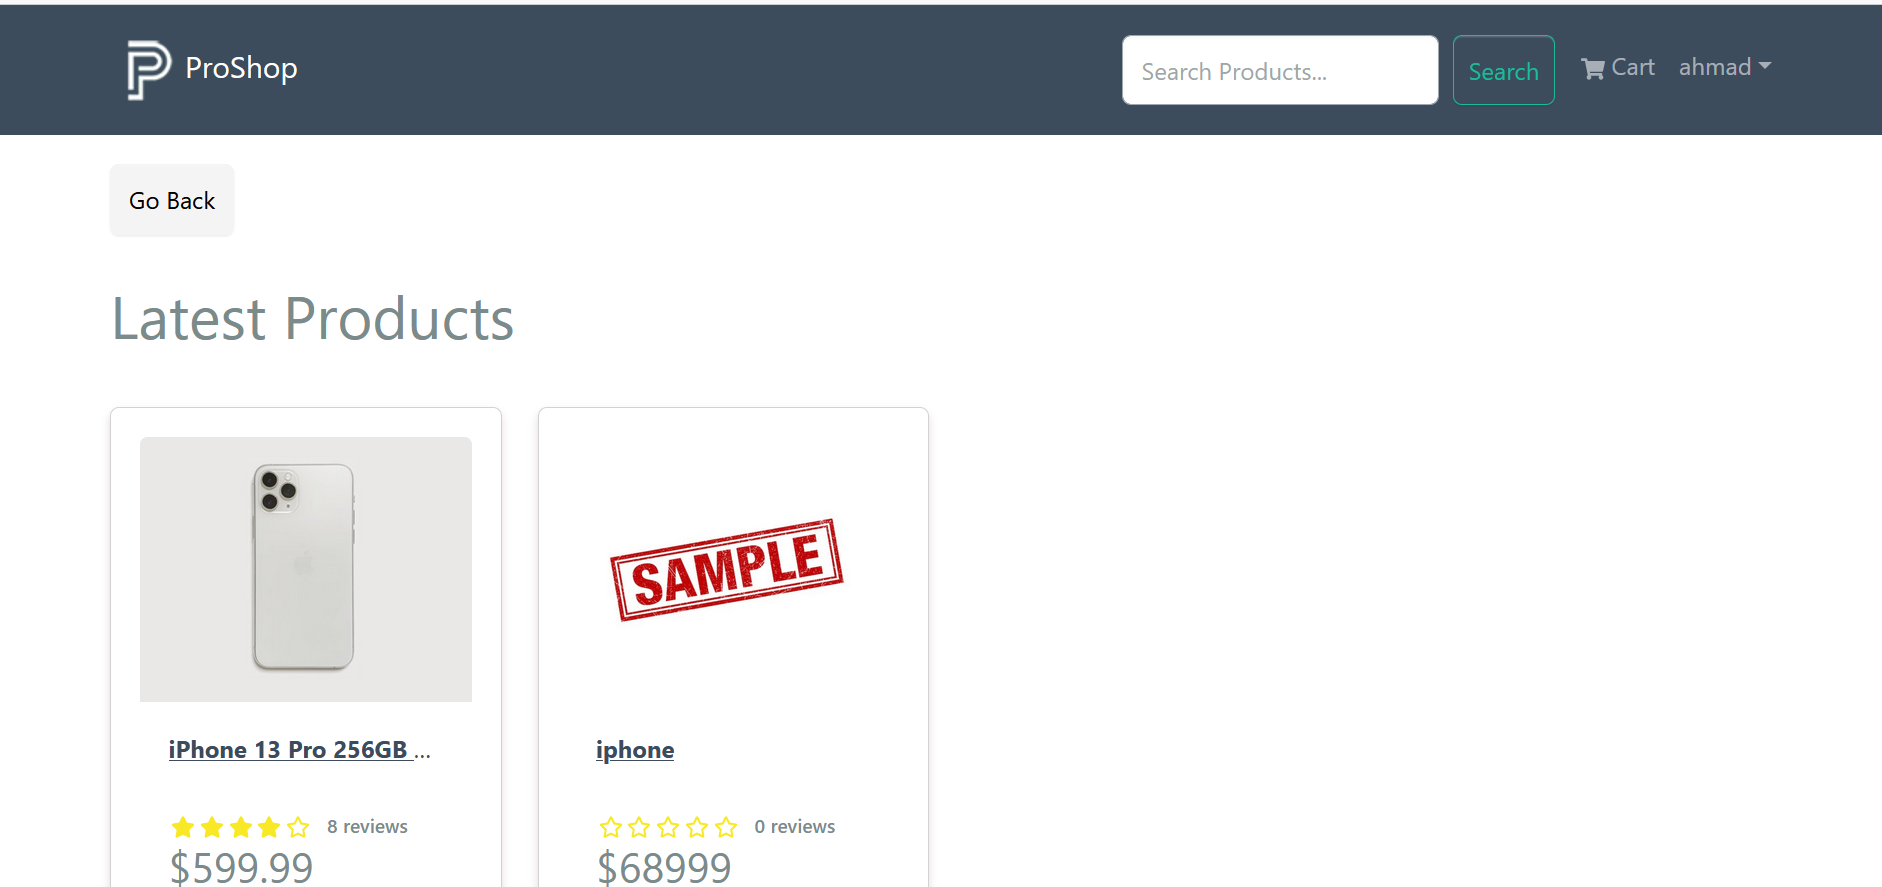 ProShop
Search Products...
Search
Cart
ahmad
Go Back
Latest Products
SAMPLE
iPhone 13 Pro 256GB ...
iphone
8 reviews
0 reviews
$599.99
$68999